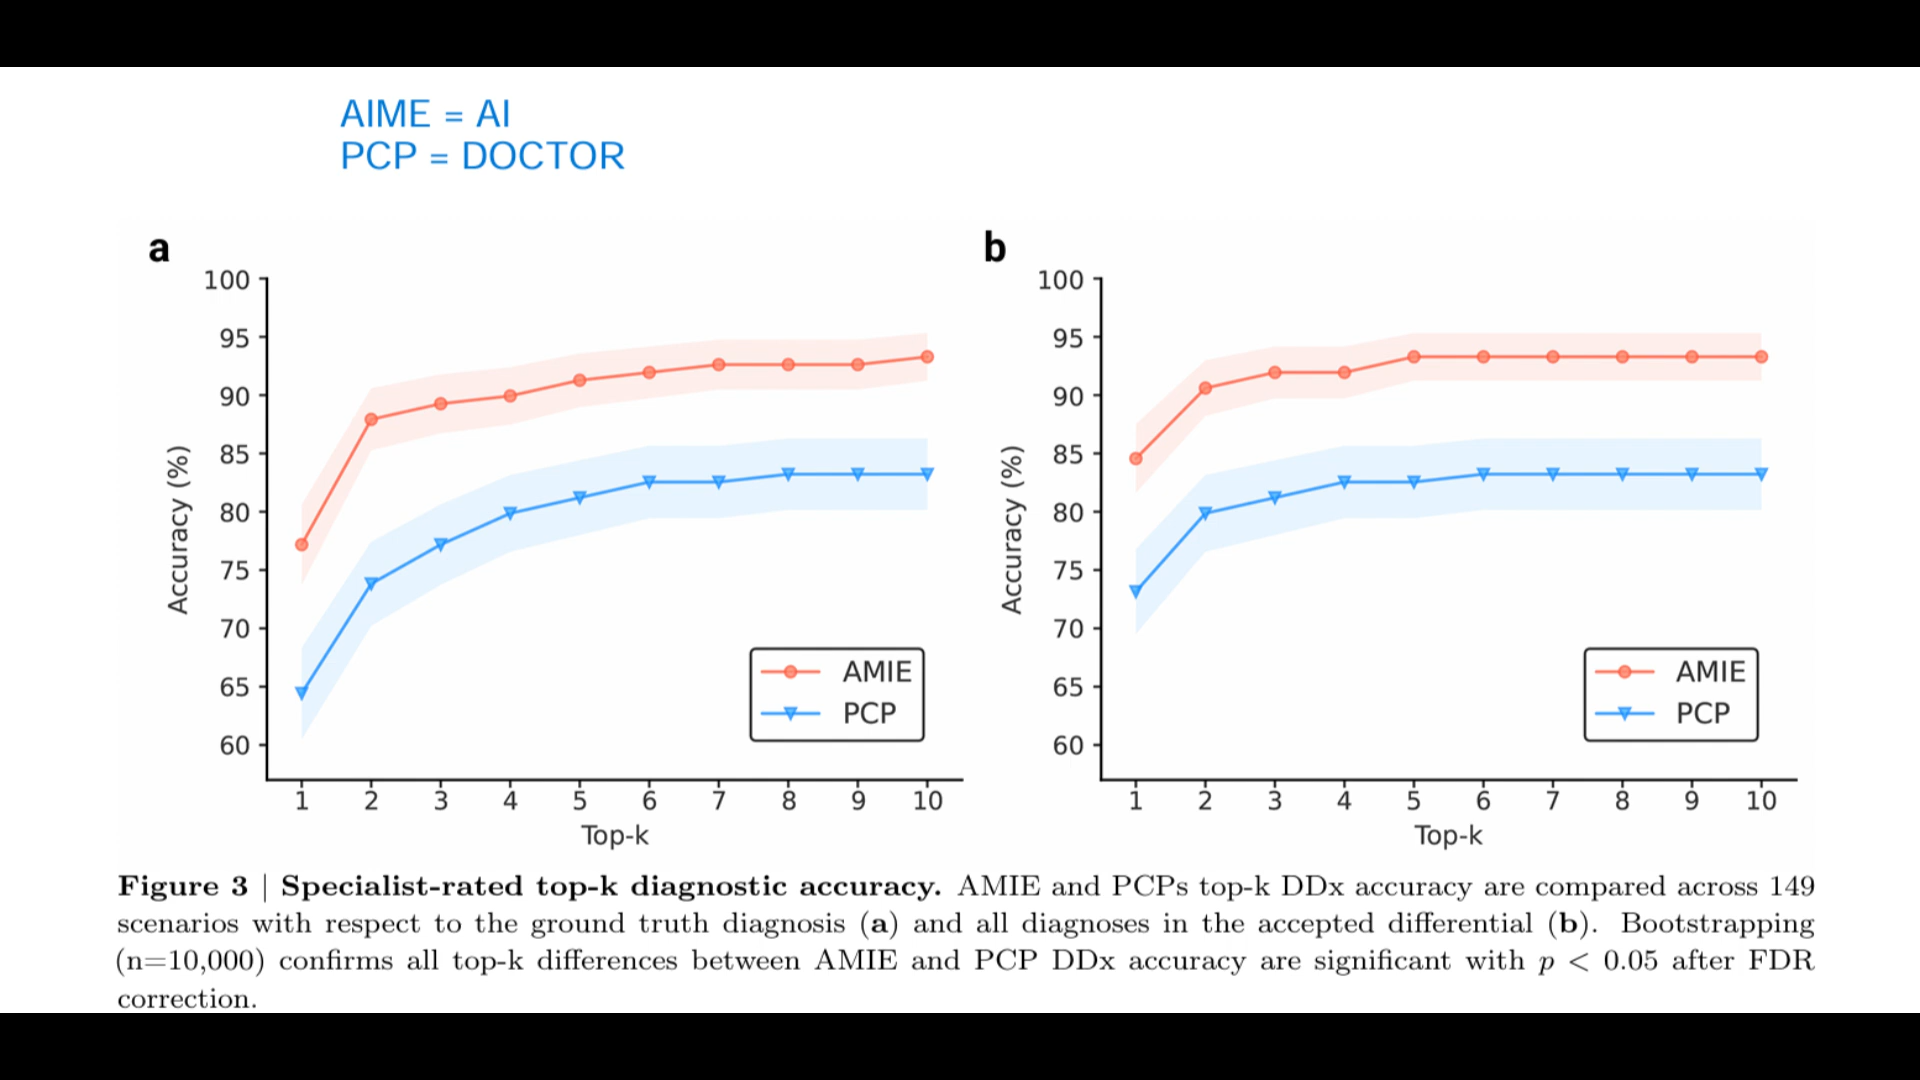 AIME = AI
PCP = DOCTOR
a
100
95
90
85
80
75
70
65
60
Accuracy (%)
AMIE
PCP
1 2 3 4 5 6 7 8 9 10
Top-k
b
100
95
90
85
80
75
70
65
60
Accuracy (%)
AMIE
PCP
1 2 3 4 5 6 7 8 9 10
Top-k
Figure 3 | Specialist-rated top-k diagnostic accuracy. AMIE and PCPs top-k DDx accuracy are compared across 149
scenarios with respect to the ground truth diagnosis (a) and all diagnoses in the accepted differential (b). Bootstrapping
(n=10,000) confirms all top-k differences between AMIE and PCP DDx accuracy are significant with p < 0.05 after FDR
correction.